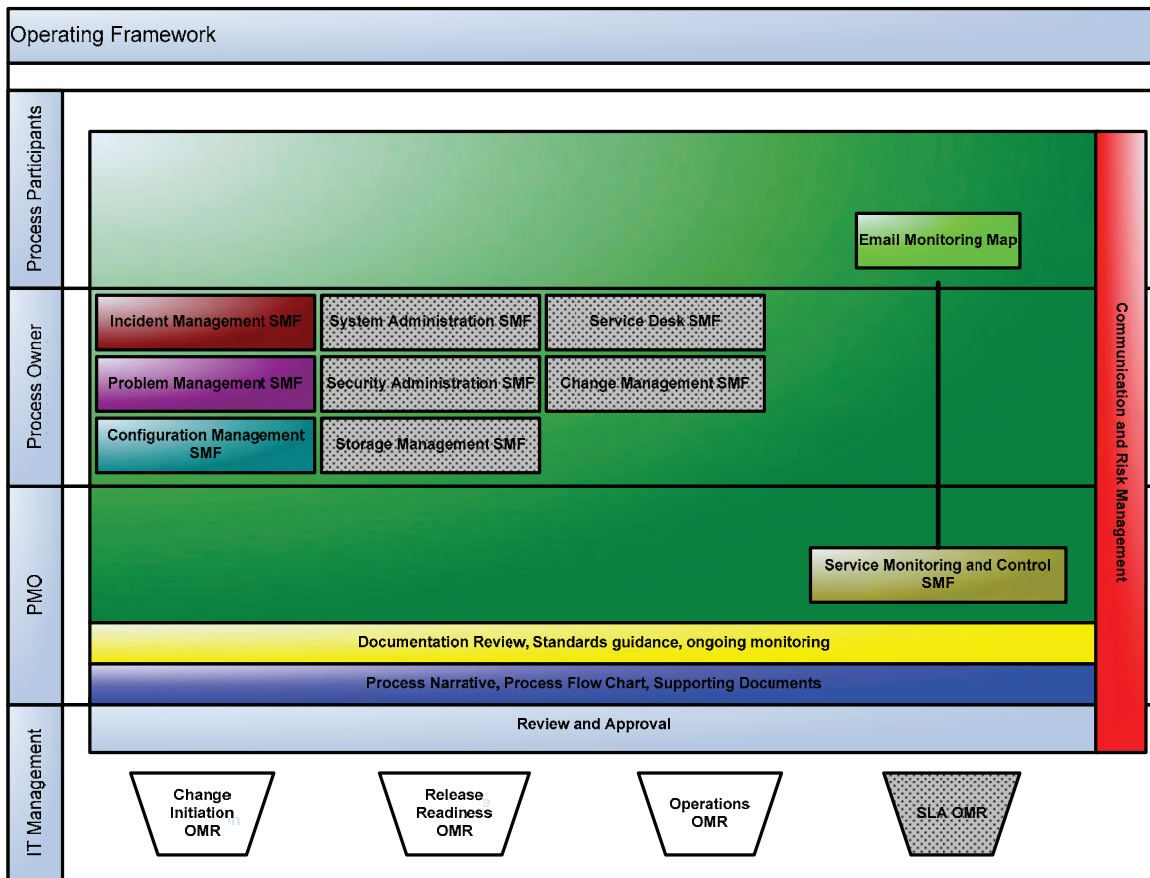 Operating Framework
Process Participants
Email Monitoring Map
Process Owner
Incident Management SMF
System Administration SMF
Service Desk SMF
Problem Management SMF
Security Administration SMF
Change Management SMF
Configuration Management
SMF
Storage Management SMF
Communication and Risk Management
PMO
Service Monitoring and Control
SMF
Documentation Review, Standards guidance, ongoing monitoring
Process Narrative, Process Flow Chart, Supporting Documents
IT Management
Review and Approval
Change
Initiation
OMR
Release
Readiness
OMR
Operations
OMR
SLA OMR